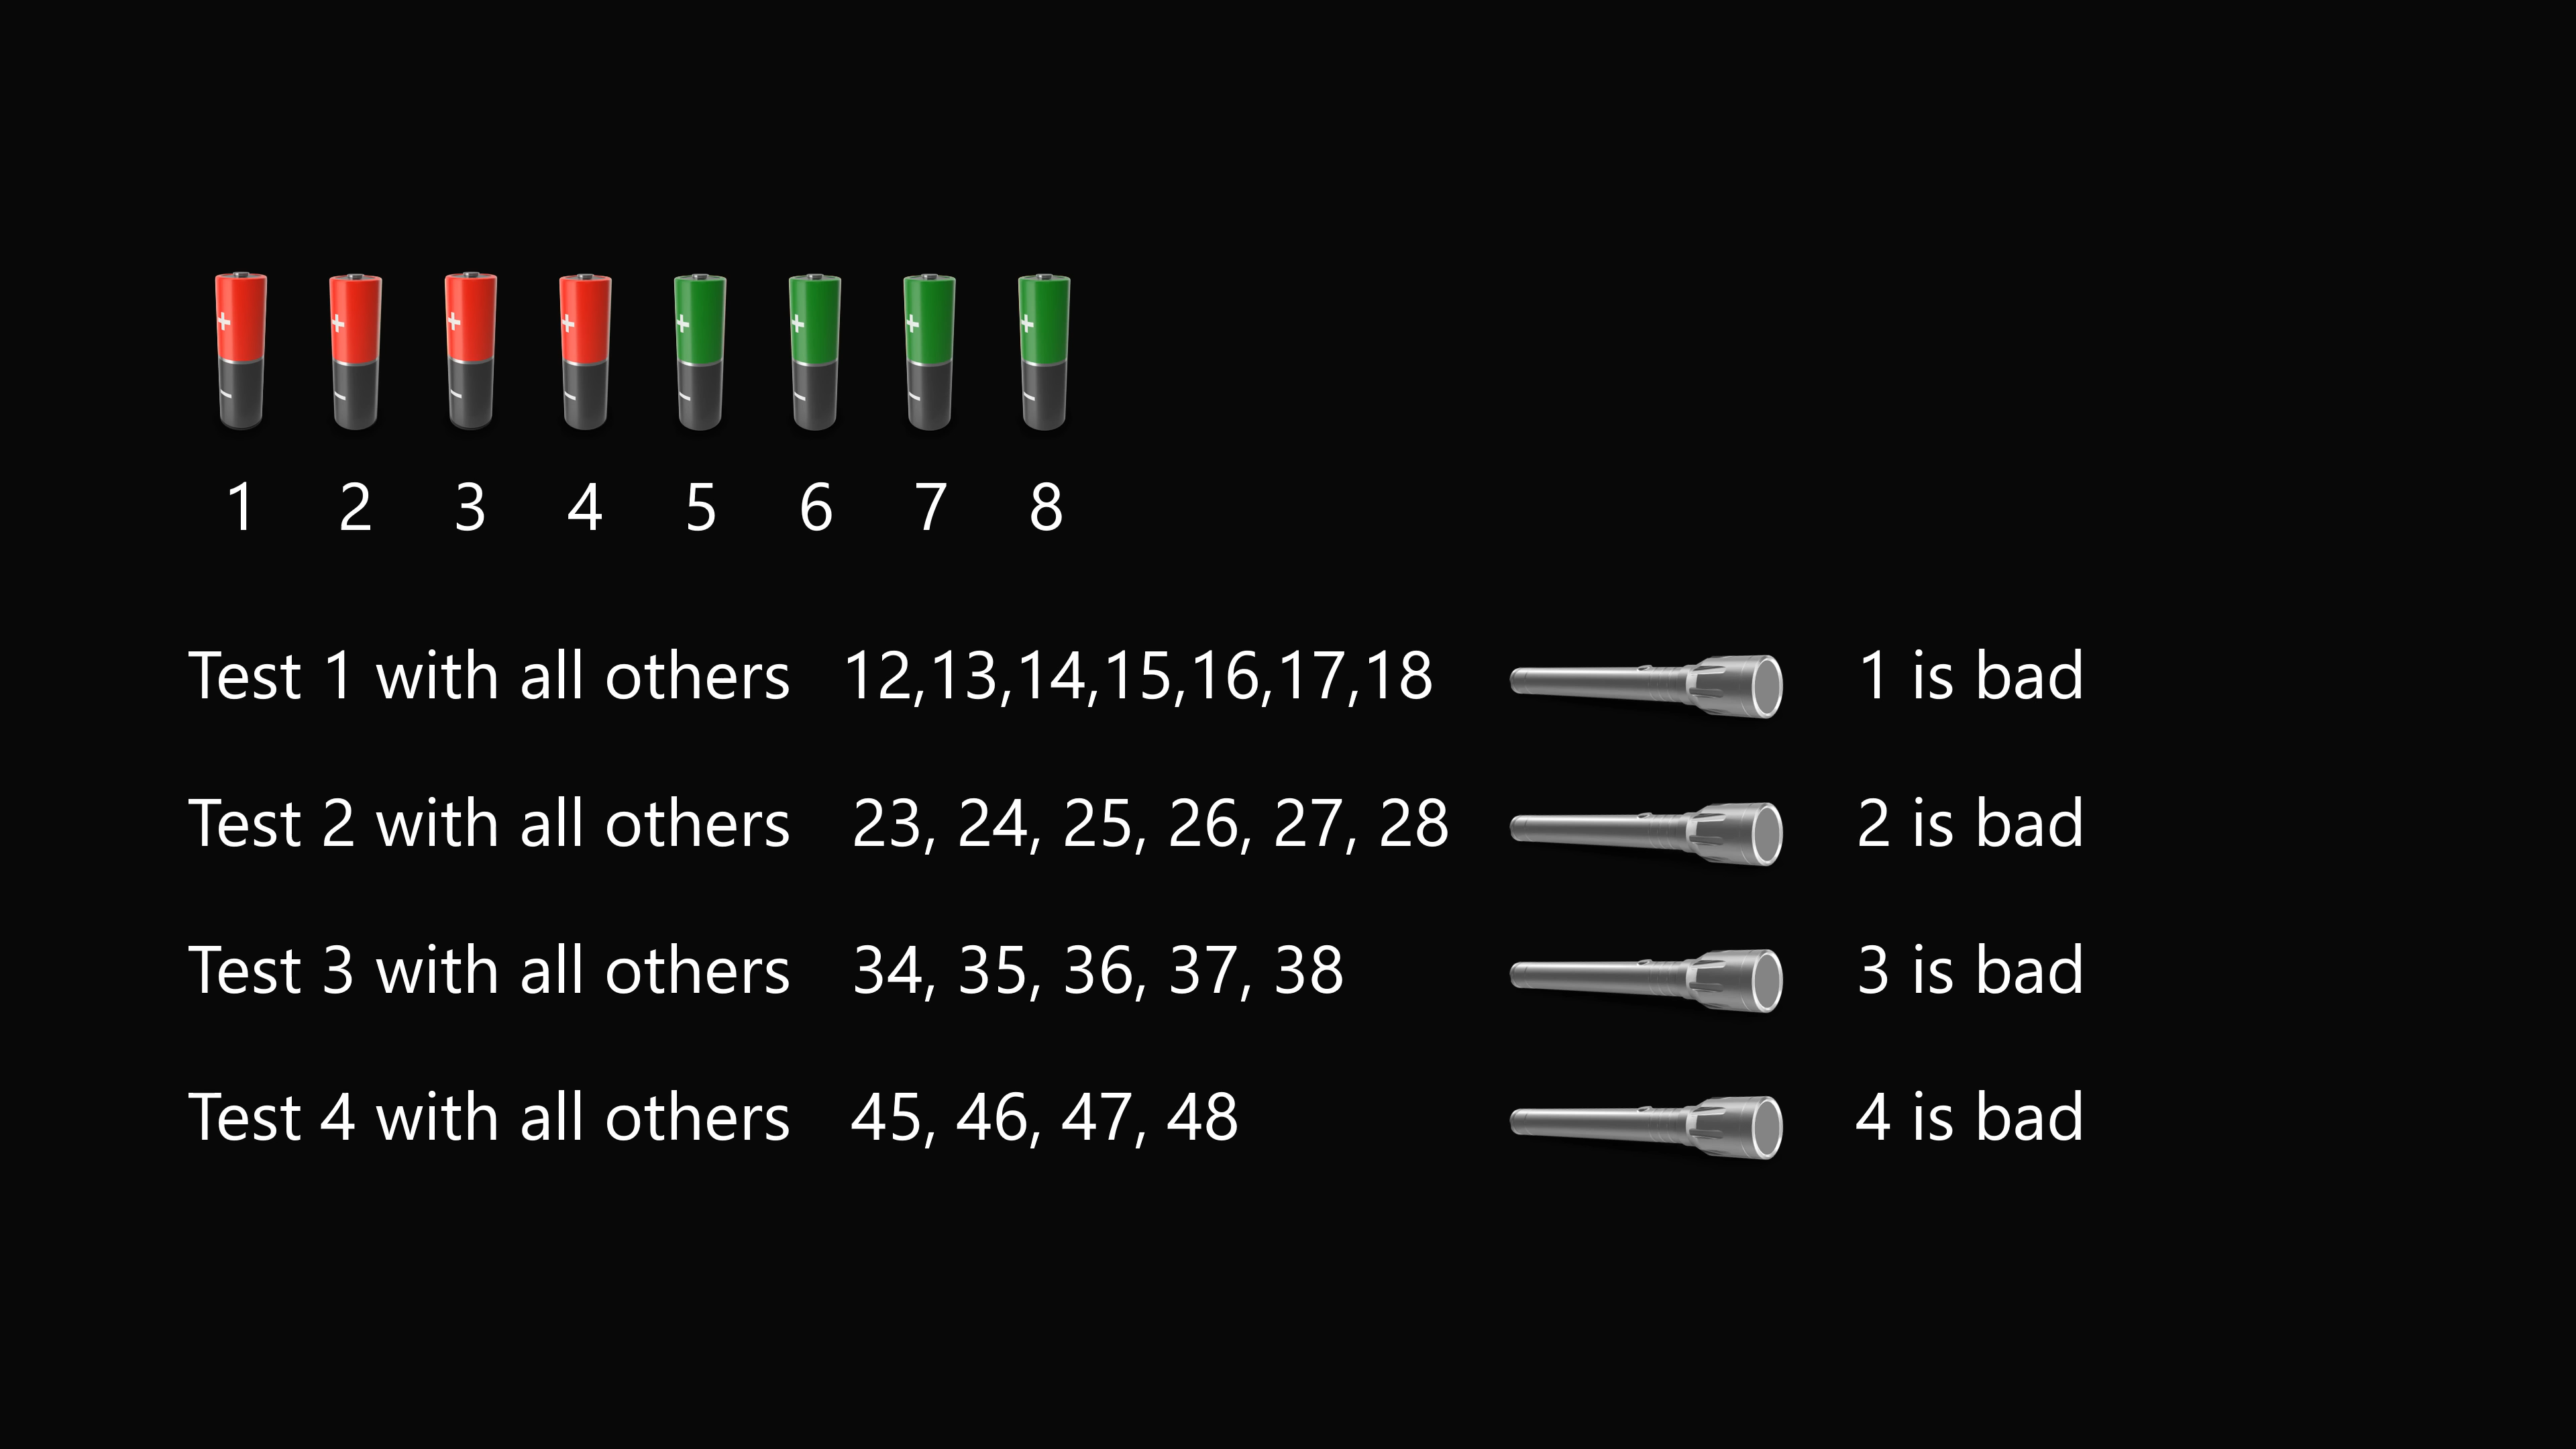 1 2 3 4 5 6 7 8
Test 1 with all others 12,13,14,15,16,17,18 1 is bad
Test 2 with all others 23, 24, 25, 26, 27, 28 2 is bad
Test 3 with all others 34, 35, 36, 37, 38 3 is bad
Test 4 with all others 45, 46, 47, 48 4 is bad